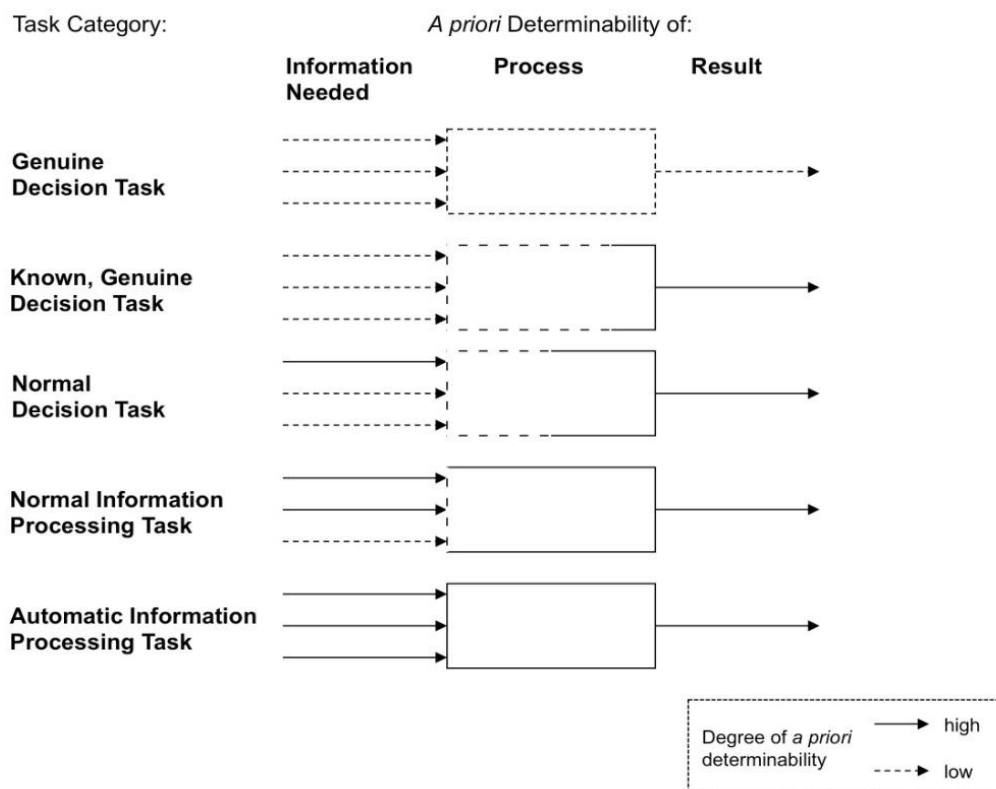 Task Category:
A priori Determinability of:
Information
Needed
Process
Result
Genuine
Decision Task
Known, Genuine
Decision Task
Normal
Decision Task
Normal Information
Processing Task
Automatic Information
Processing Task
Degree of a priori
determinability
high
low